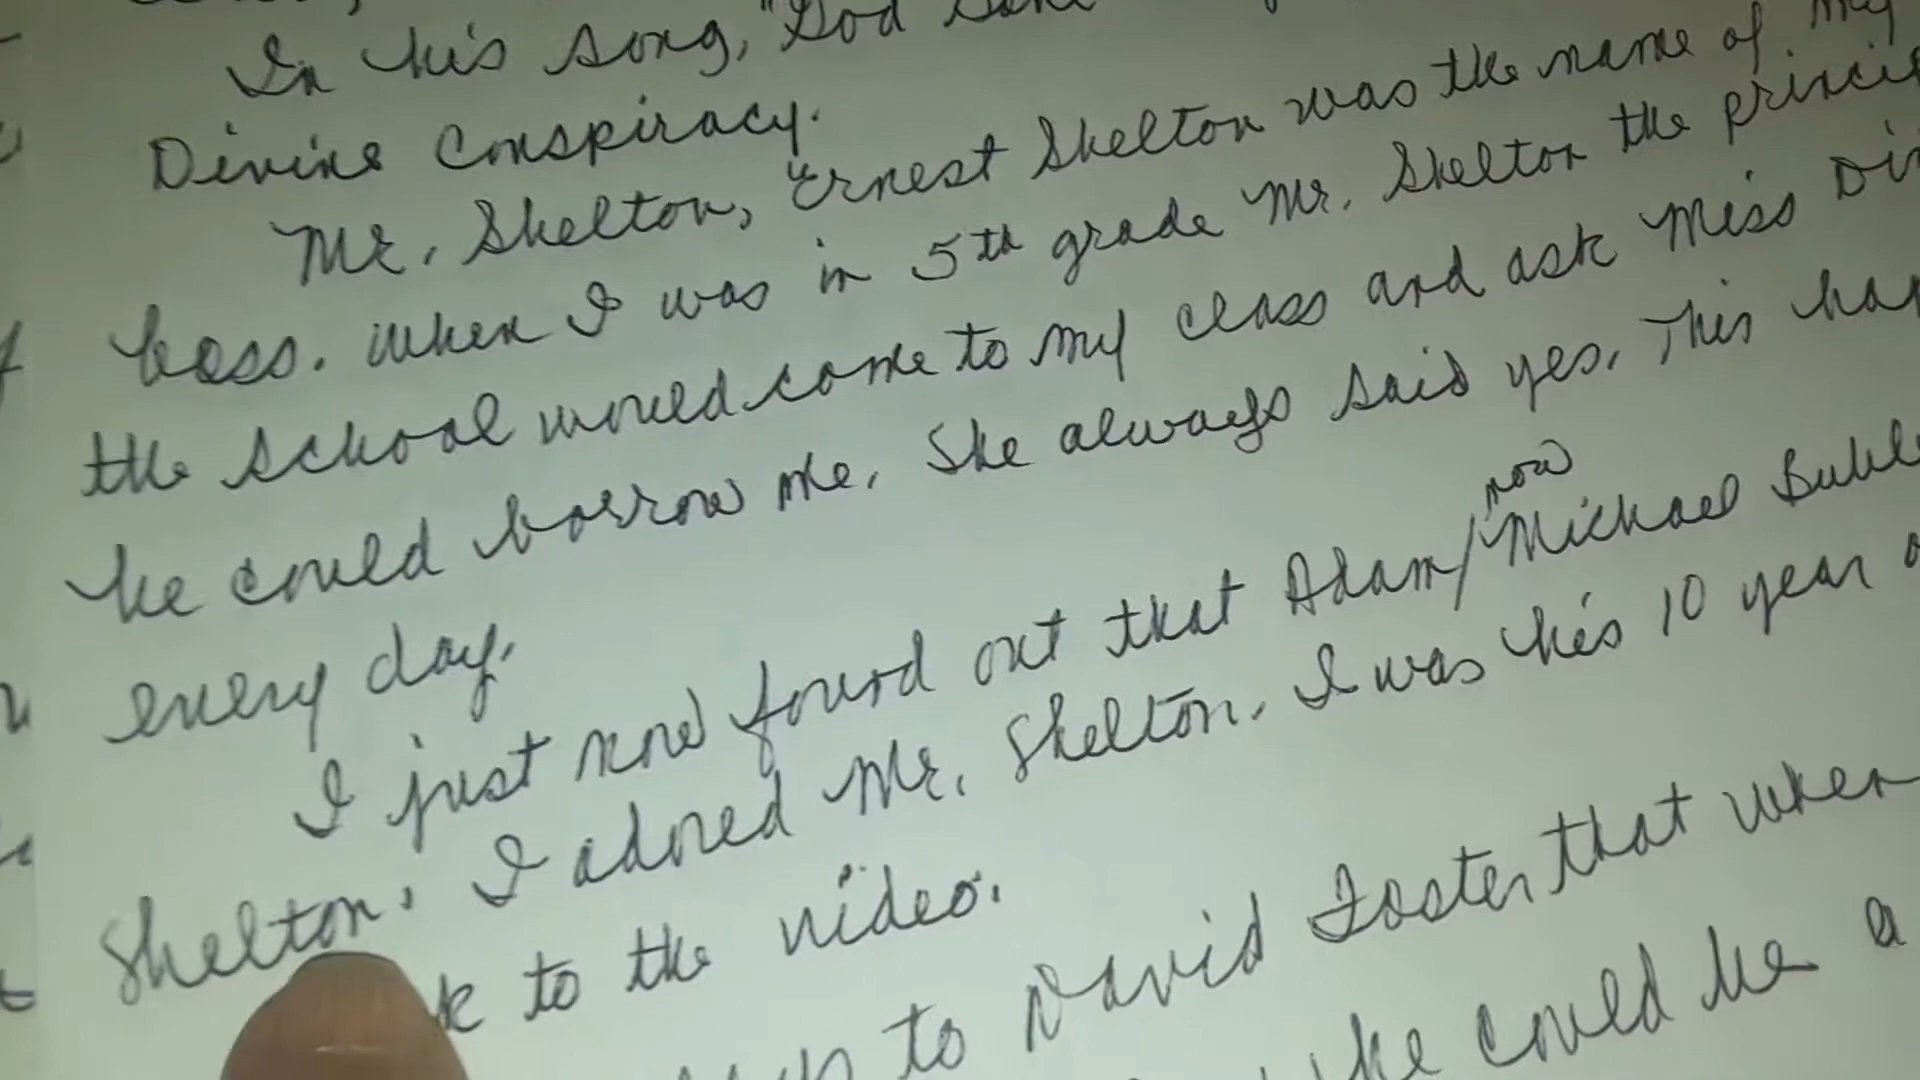 In his song, "God
Divine Conspiracy.
Mr. Shelton, Ernest Shelton was the name of my
boss. When I was in 5th grade Mr. Shelton the
the school would come to my class and ask Miss
he could borrow me. She always said yes. This
every day.
I just now found out that Adam/now Michael
Shelton. I adored Mr. Shelton. I was his 10 year
to the video.
to David Foster that when
he could be a